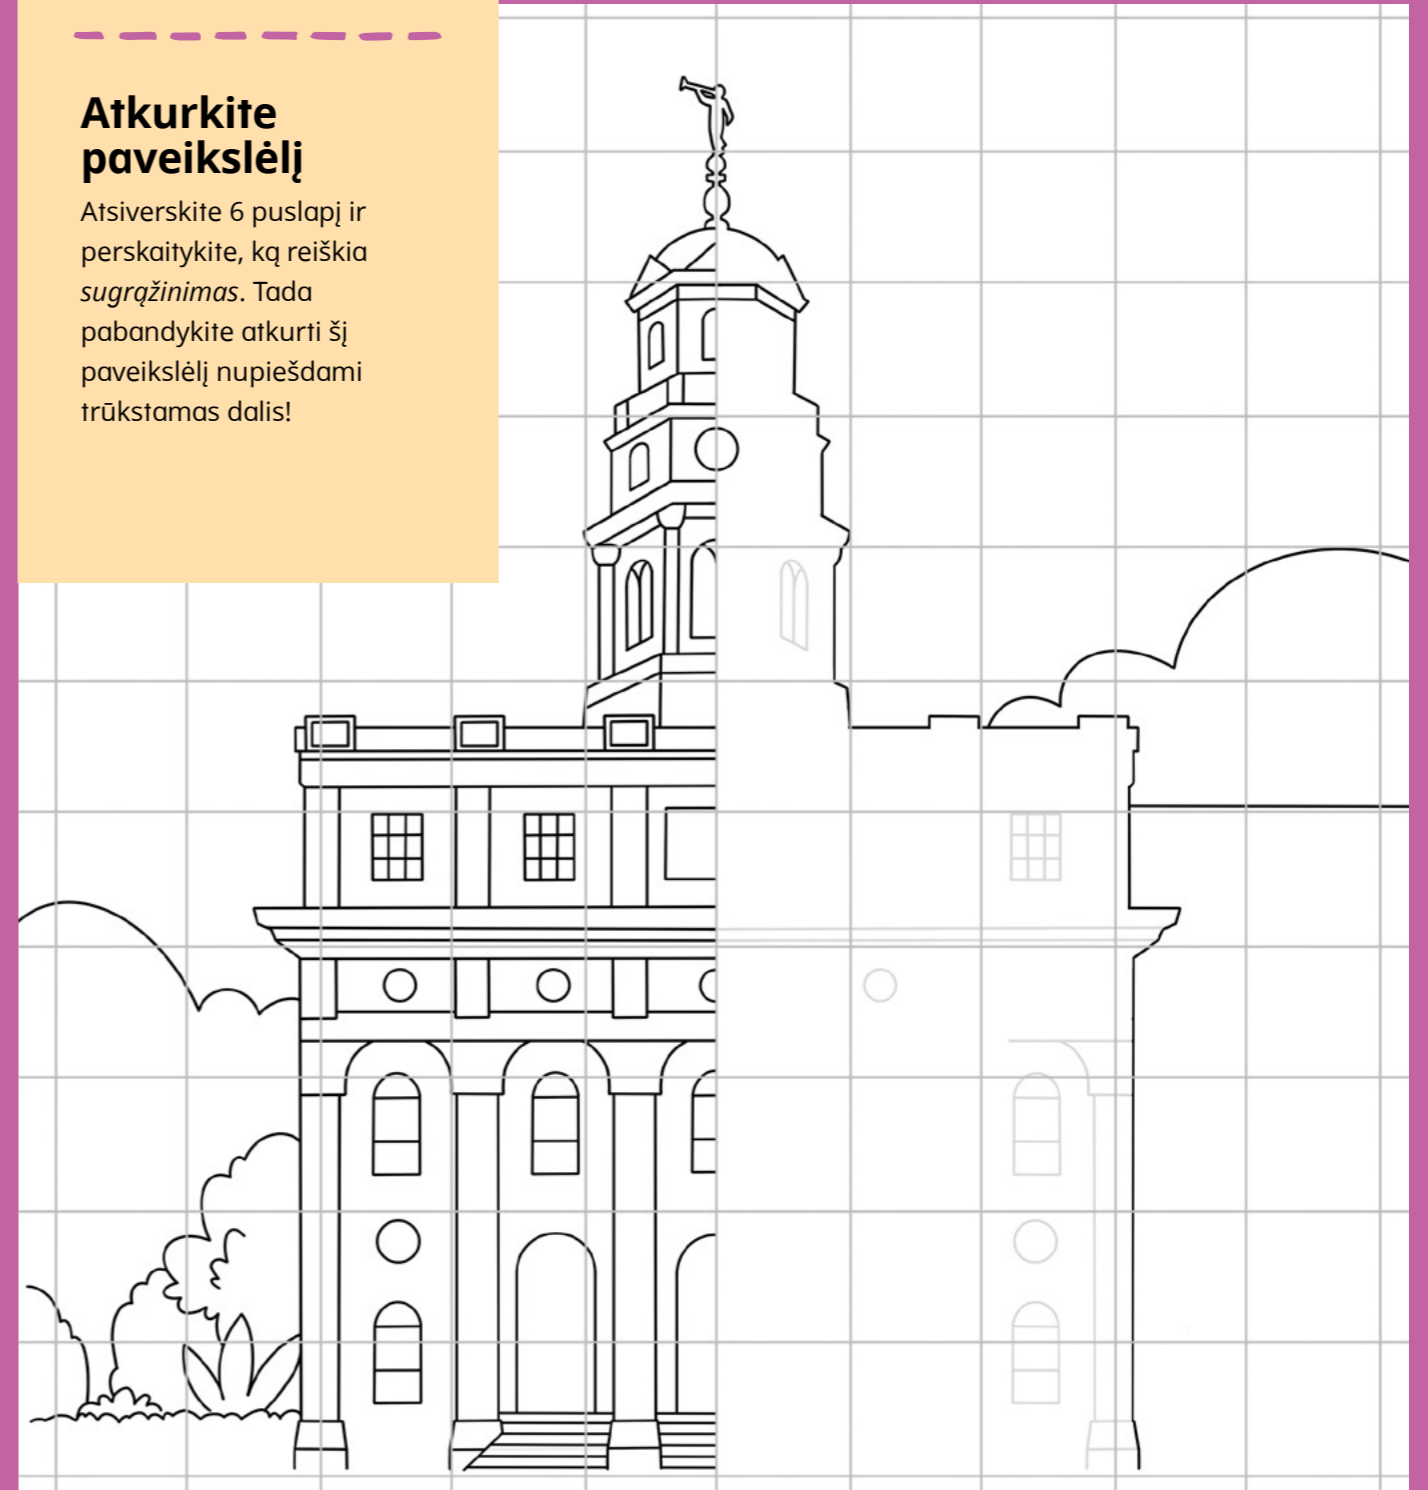 Atkurkite
paveikslėlį
Atsiverskite 6 puslapį ir
perskaitykite, ką reiškia
sugrąžinimas. Tada
pabandykite atkurti šį
paveikslėlį nupiešdami
trūkstamas dalis!